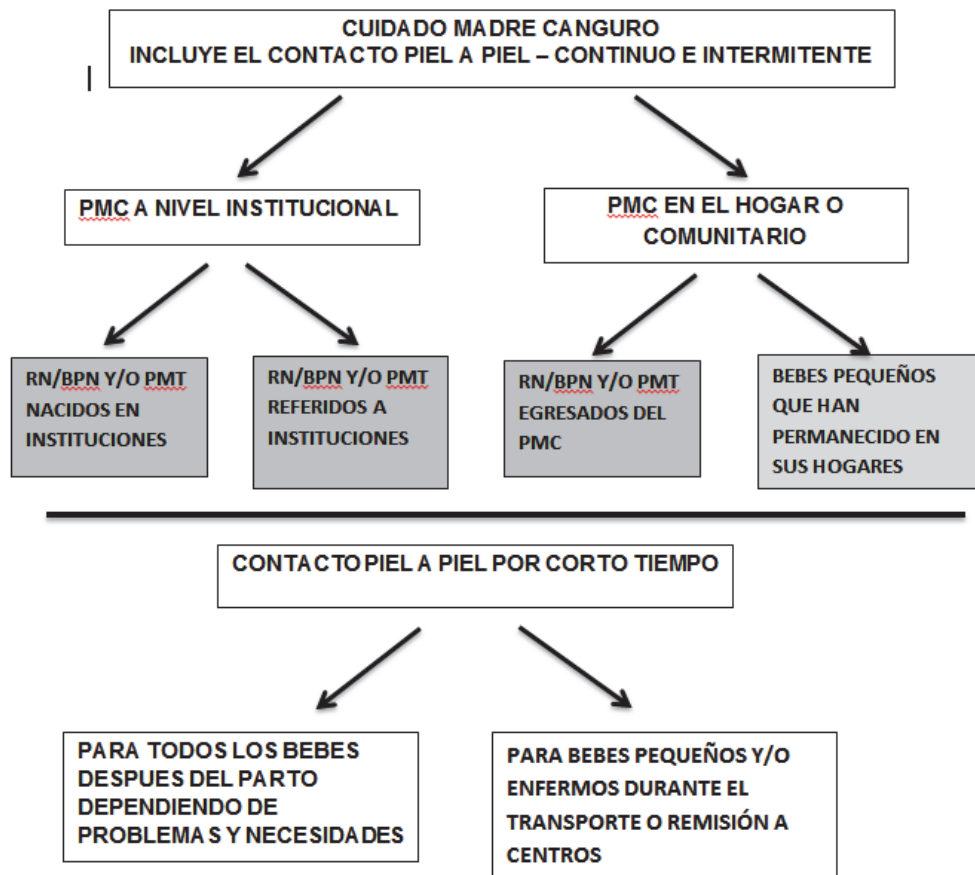 CUIDADO MADRE CANGURO
INCLUYE EL CONTACTO PIEL A PIEL – CONTINUO E INTERMITENTE
PMC A NIVEL INSTITUCIONAL
PMC EN EL HOGAR O
COMUNITARIO
RN/BPN Y/O PMT
NACIDOS EN
INSTITUCIONES
RN/BPN Y/O PMT
REFERIDOS A
INSTITUCIONES
RN/BPN Y/O PMT
EGRESADOS DEL
PMC
BEBES PEQUEÑOS
QUE HAN
PERMANECIDO EN
SUS HOGARES
CONTACTO PIEL A PIEL POR CORTO TIEMPO
PARA TODOS LOS BEBES
DESPUES DEL PARTO
DEPENDIENDO DE
PROBLEMAS Y NECESIDADES
PARA BEBES PEQUEÑOS Y/O
ENFERMOS DURANTE EL
TRANSPORTE O REMISIÓN A
CENTROS